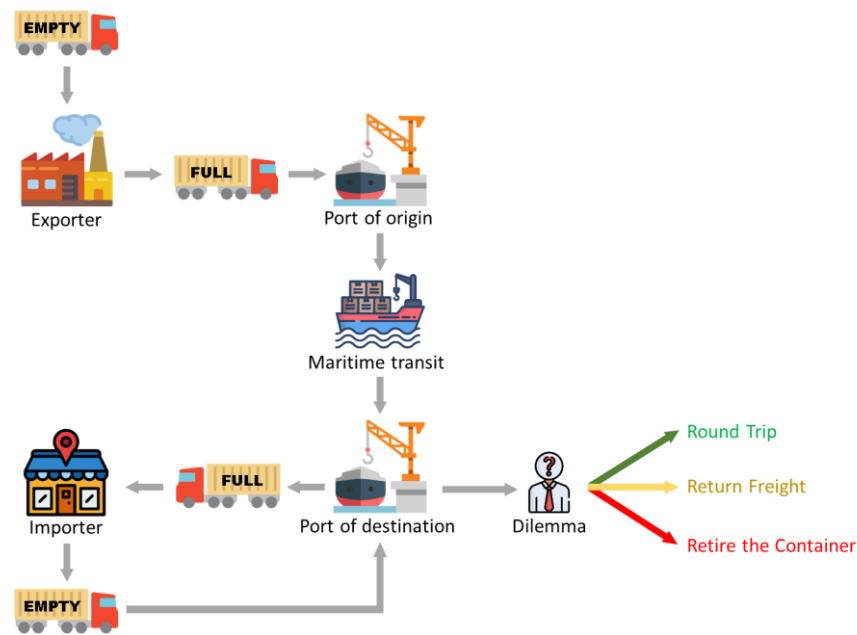 EMPTY
FULL
Exporter
Port of origin
Maritime transit
Round Trip
FULL
Return Freight
Importer
Port of destination
Dilemma
Retire the Container
EMPTY